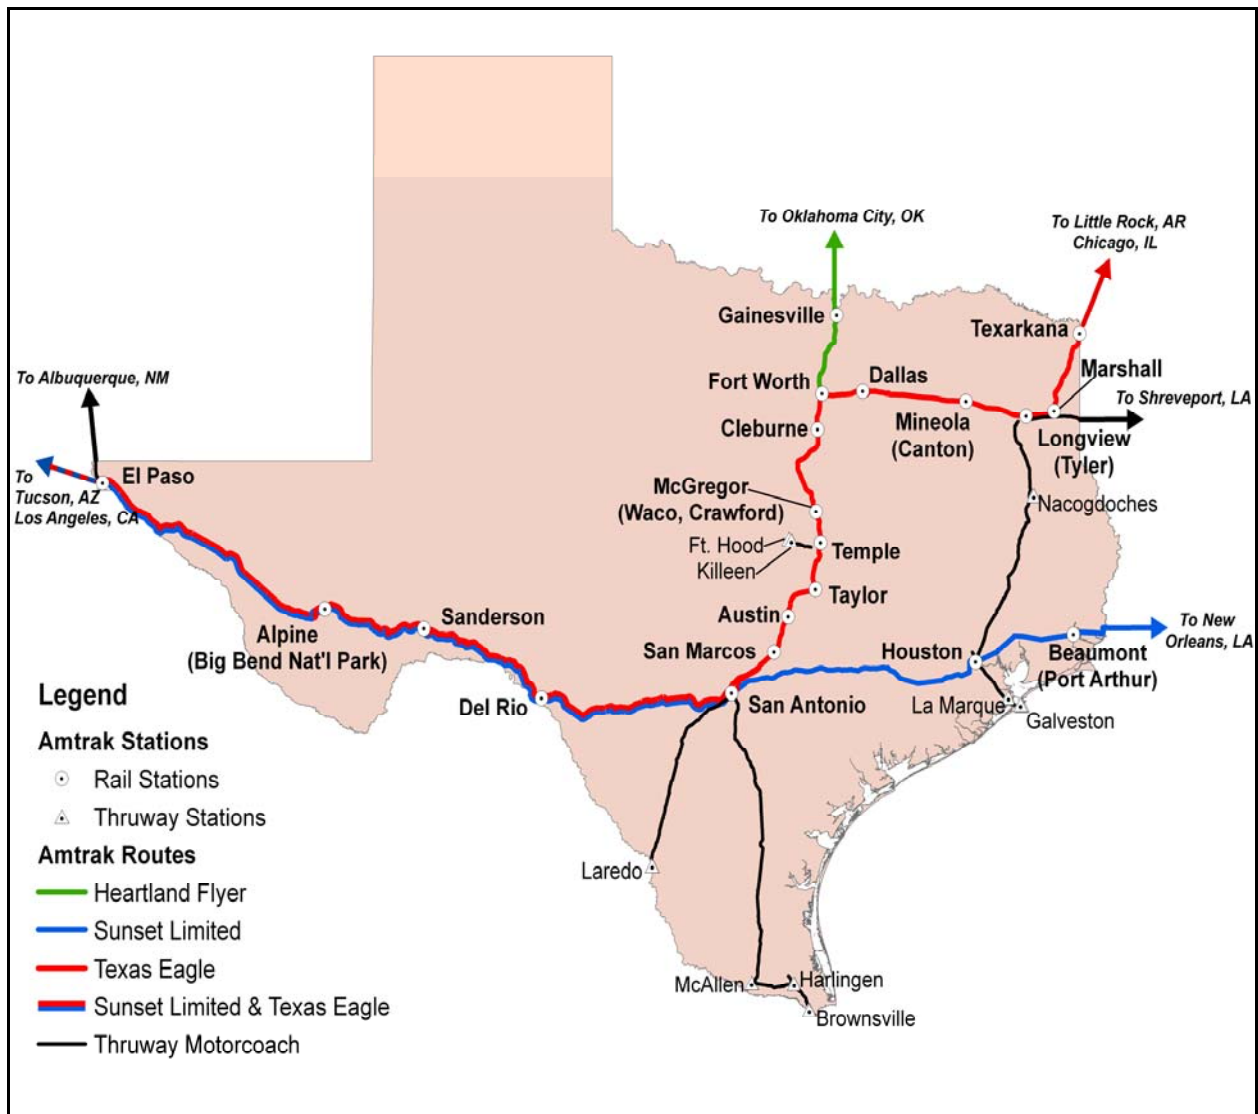 To Oklahoma City, OK
To Little Rock, AR
Chicago, IL
Gainesville
Texarkana
Marshall
To Albuquerque, NM
Fort Worth
Dallas
To Shreveport, LA
Cleburne
Mineola
(Canton)
Longview
(Tyler)
To
Tucson, AZ
Los Angeles, CA
El Paso
McGregor
(Waco, Crawford)
Nacogdoches
Ft. Hood
Killeen
Temple
Taylor
Austin
Sanderson
Alpine
(Big Bend Nat'l Park)
San Marcos
Houston
To New
Orleans, LA
Beaumont
(Port Arthur)
Del Rio
San Antonio
La Marque
Galveston
Laredo
McAllen
Harlingen
Brownsville
Legend
Amtrak Stations
Rail Stations
Thruway Stations
Amtrak Routes
Heartland Flyer
Sunset Limited
Texas Eagle
Sunset Limited & Texas Eagle
Thruway Motorcoach